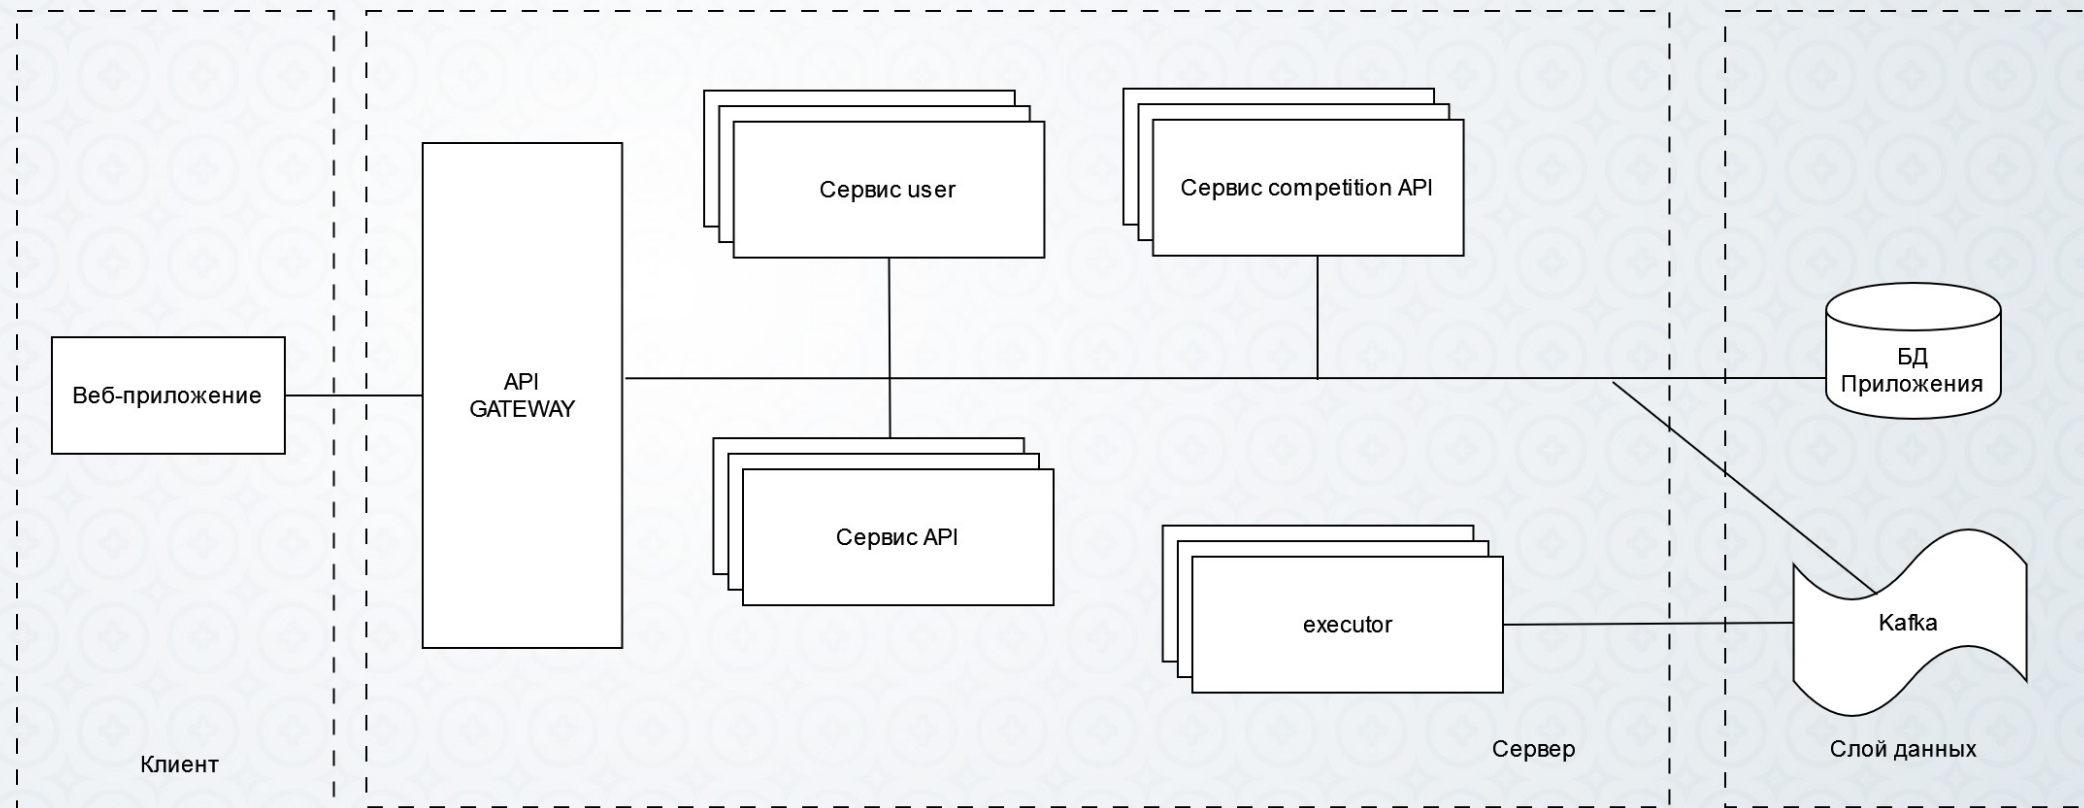 Сервис user
Сервис competition API
Веб-приложение
API
GATEWAY
БД
Приложения
Сервис API
executor
Kafka
Клиент
Сервер
Слой данных